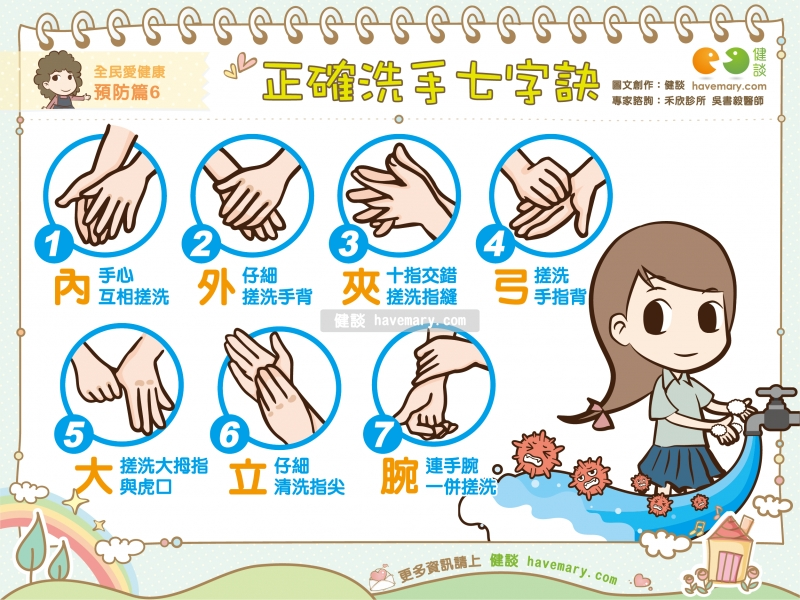 全民愛健康
預防篇6
正確洗手七字訣
健談
圖文創作：健談 havemary.com
專家諮詢：禾欣診所 吳書毅醫師
1
內 手心
互相搓洗
2
外 仔細
搓洗手背
3
夾 十指交錯
搓洗指縫
4
弓 搓洗
手指背
健談 havemary.com
5
大 搓洗大拇指
與虎口
6
立 仔細
清洗指尖
7
腕 連手腕
一併搓洗
更多資訊請上 健談 havemary.com